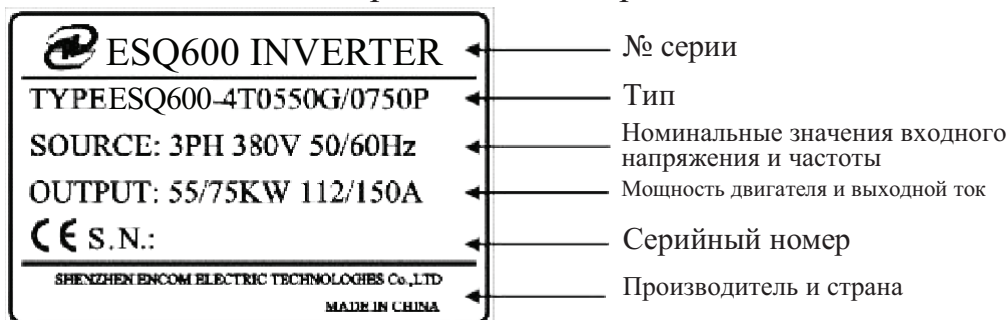 ESQ600 INVERTER
№ серии
TYPEESQ600-4T0550G/0750P
Тип
SOURCE: 3PH 380V 50/60Hz
Номинальные значения входного
напряжения и частоты
OUTPUT: 55/75KW 112/150A
Мощность двигателя и выходной ток
CE S.N.:
Серийный номер
SHENZHEN ENCOM ELECTRIC TECHNOLOGIES Co.,LTD
MADE IN CHINA
Производитель и страна